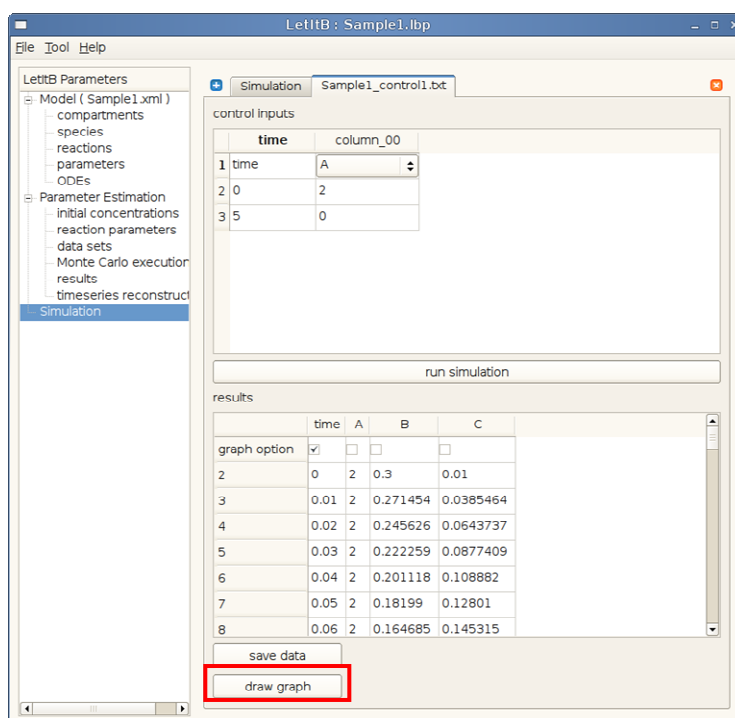 LetItB : Sample1.lbp
File Tool Help
LetItB Parameters
Model ( Sample1.xml )
compartments
species
reactions
parameters
ODEs
Parameter Estimation
initial concentrations
reaction parameters
data sets
Monte Carlo execution
results
timeseries reconstruct
Simulation
Simulation Sample1_control1.txt
control inputs
time column_00
1 time A
2 0 2
3 5 0
run simulation
results
time A B C
graph option
2 0 2 0.3 0.01
3 0.01 2 0.271454 0.0385464
4 0.02 2 0.245626 0.0643737
5 0.03 2 0.222259 0.0877409
6 0.04 2 0.201118 0.108882
7 0.05 2 0.18199 0.12801
8 0.06 2 0.164685 0.145315
save data
draw graph